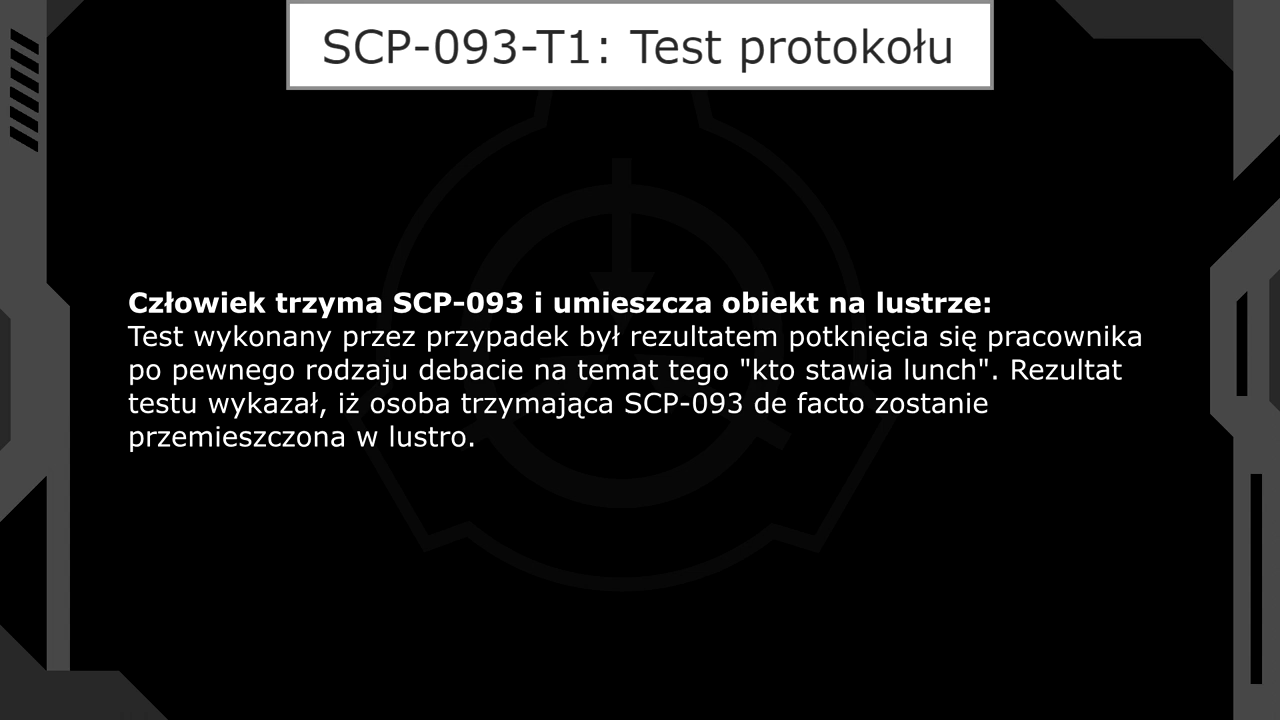 SCP-093-T1: Test protokołu
Człowiek trzyma SCP-093 i umieszcza obiekt na lustrze:
Test wykonany przez przypadek był rezultatem potknięcia się pracownika
po pewnego rodzaju debacie na temat tego "kto stawia lunch". Rezultat
testu wykazał, iż osoba trzymająca SCP-093 de facto zostanie
przemieszczona w lustro.